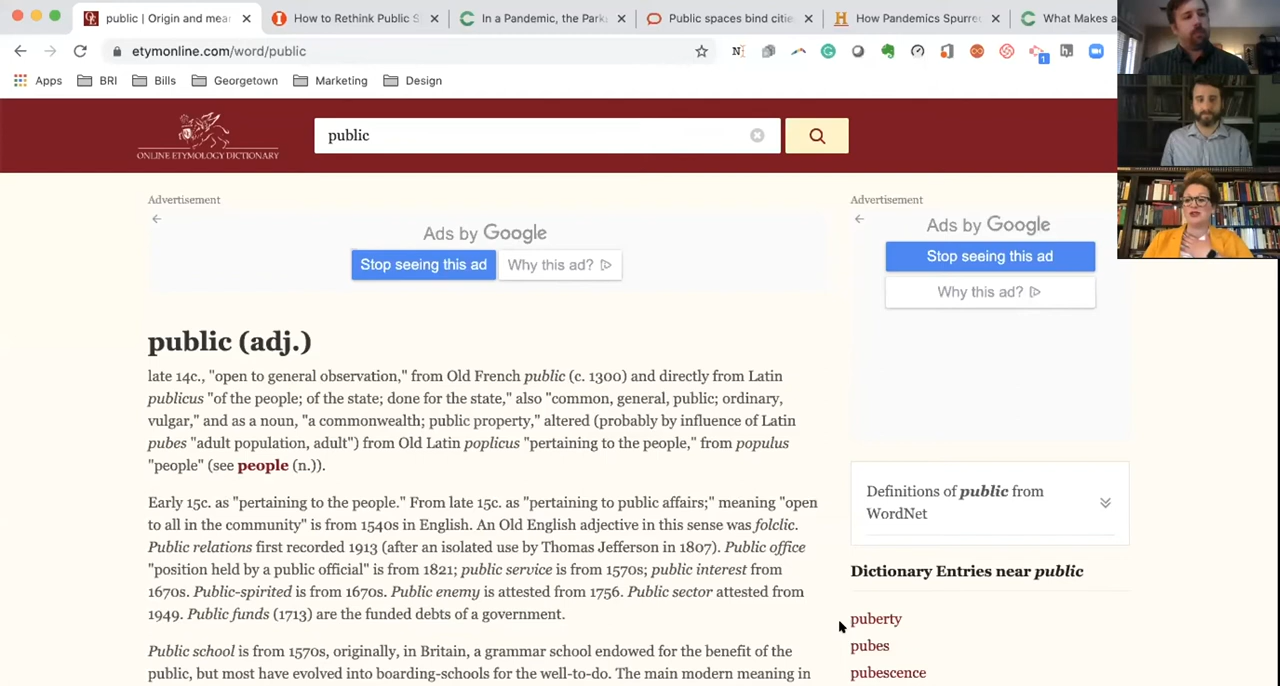 public | Origin and mea
How to Rethink Public S
In a Pandemic, the Park
Public spaces bind citie
How Pandemics Spurre
What Makes a
etymonline.com/word/public
Apps
BRI
Bills
Georgetown
Marketing
Design
ONLINE ETYMOLOGY DICTIONARY
public
Advertisement
Ads by Google
Stop seeing this ad
Why this ad?
Advertisement
Ads by Google
Stop seeing this ad
Why this ad?
public (adj.)
late 14c., "open to general observation," from Old French public (c. 1300) and directly from Latin
publicus "of the people; of the state; done for the state," also "common, general, public; ordinary,
vulgar," and as a noun, "a commonwealth; public property," altered (probably by influence of Latin
pubes "adult population, adult") from Old Latin poplicus "pertaining to the people," from populus
"people" (see people (n.)).
Early 15c. as "pertaining to the people." From late 15c. as "pertaining to public affairs;" meaning "open
to all in the community" is from 1540s in English. An Old English adjective in this sense was folclic.
Public relations first recorded 1913 (after an isolated use by Thomas Jefferson in 1807). Public office
"position held by a public official" is from 1821; public service is from 1570s; public interest from
1670s. Public-spirited is from 1670s. Public enemy is attested from 1756. Public sector attested from
1949. Public funds (1713) are the funded debts of a government.
Public school is from 1570s, originally, in Britain, a grammar school endowed for the benefit of the
public, but most have evolved into boarding-schools for the well-to-do. The main modern meaning in
Definitions of public from
WordNet
Dictionary Entries near public
puberty
pubes
pubescence